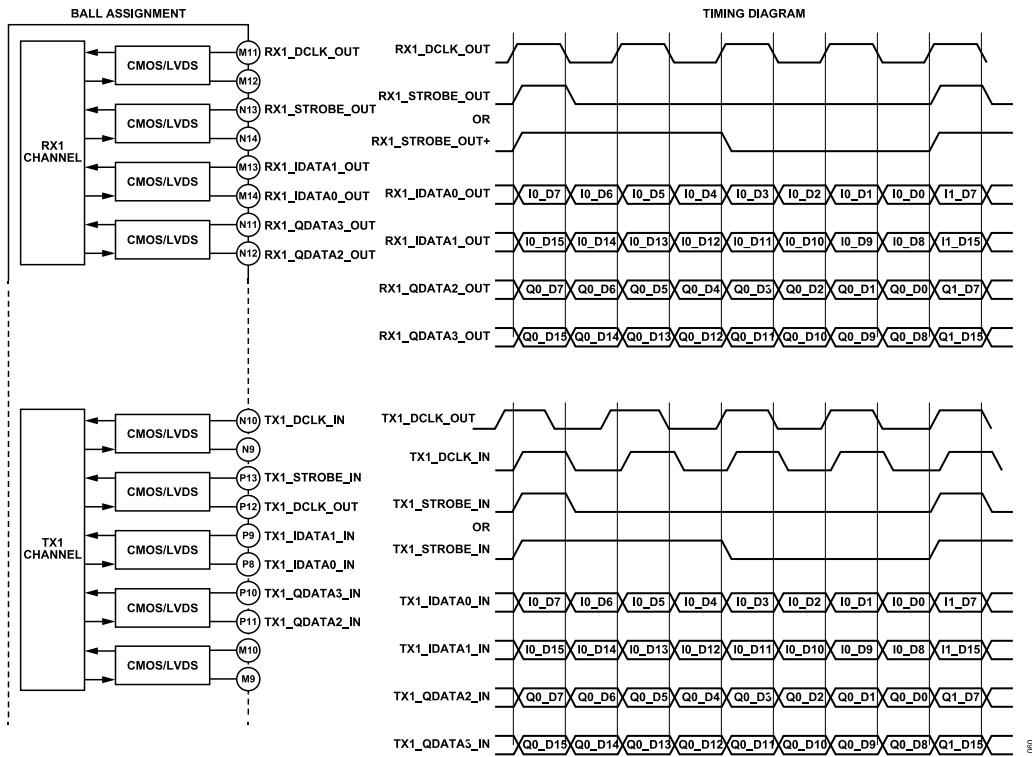 BALL ASSIGNMENT
RX1 CHANNEL
CMOS/LVDS
M11 RX1_DCLK_OUT
M12
CMOS/LVDS
N13 RX1_STROBE_OUT
N14
CMOS/LVDS
M13 RX1_IDATA1_OUT
M14 RX1_IDATA0_OUT
CMOS/LVDS
N11 RX1_QDATA3_OUT
N12 RX1_QDATA2_OUT
TX1 CHANNEL
CMOS/LVDS
N10 TX1_DCLK_IN
N9
CMOS/LVDS
P13 TX1_STROBE_IN
P12 TX1_DCLK_OUT
CMOS/LVDS
P9 TX1_IDATA1_IN
P8 TX1_IDATA0_IN
CMOS/LVDS
P10 TX1_QDATA3_IN
P11 TX1_QDATA2_IN
CMOS/LVDS
M10
M9
TIMING DIAGRAM
RX1_DCLK_OUT
RX1_STROBE_OUT
OR
RX1_STROBE_OUT+
RX1_IDATA0_OUT I0_D7 I0_D6 I0_D5 I0_D4 I0_D3 I0_D2 I0_D1 I0_D0 I1_D7
RX1_IDATA1_OUT I0_D15 I0_D14 I0_D13 I0_D12 I0_D11 I0_D10 I0_D9 I0_D8 I1_D15
RX1_QDATA2_OUT Q0_D7 Q0_D6 Q0_D5 Q0_D4 Q0_D3 Q0_D2 Q0_D1 Q0_D0 Q1_D7
RX1_QDATA3_OUT Q0_D15 Q0_D14 Q0_D13 Q0_D12 Q0_D11 Q0_D10 Q0_D9 Q0_D8 Q1_D15
TX1_DCLK_OUT
TX1_DCLK_IN
TX1_STROBE_IN
OR
TX1_STROBE_IN
TX1_IDATA0_IN I0_D7 I0_D6 I0_D5 I0_D4 I0_D3 I0_D2 I0_D1 I0_D0 I1_D7
TX1_IDATA1_IN I0_D15 I0_D14 I0_D13 I0_D12 I0_D11 I0_D10 I0_D9 I0_D8 I1_D15
TX1_QDATA2_IN Q0_D7 Q0_D6 Q0_D5 Q0_D4 Q0_D3 Q0_D2 Q0_D1 Q0_D0 Q1_D7
TX1_QDATA3_IN Q0_D15 Q0_D14 Q0_D13 Q0_D12 Q0_D11 Q0_D10 Q0_D9 Q0_D8 Q1_D15
060